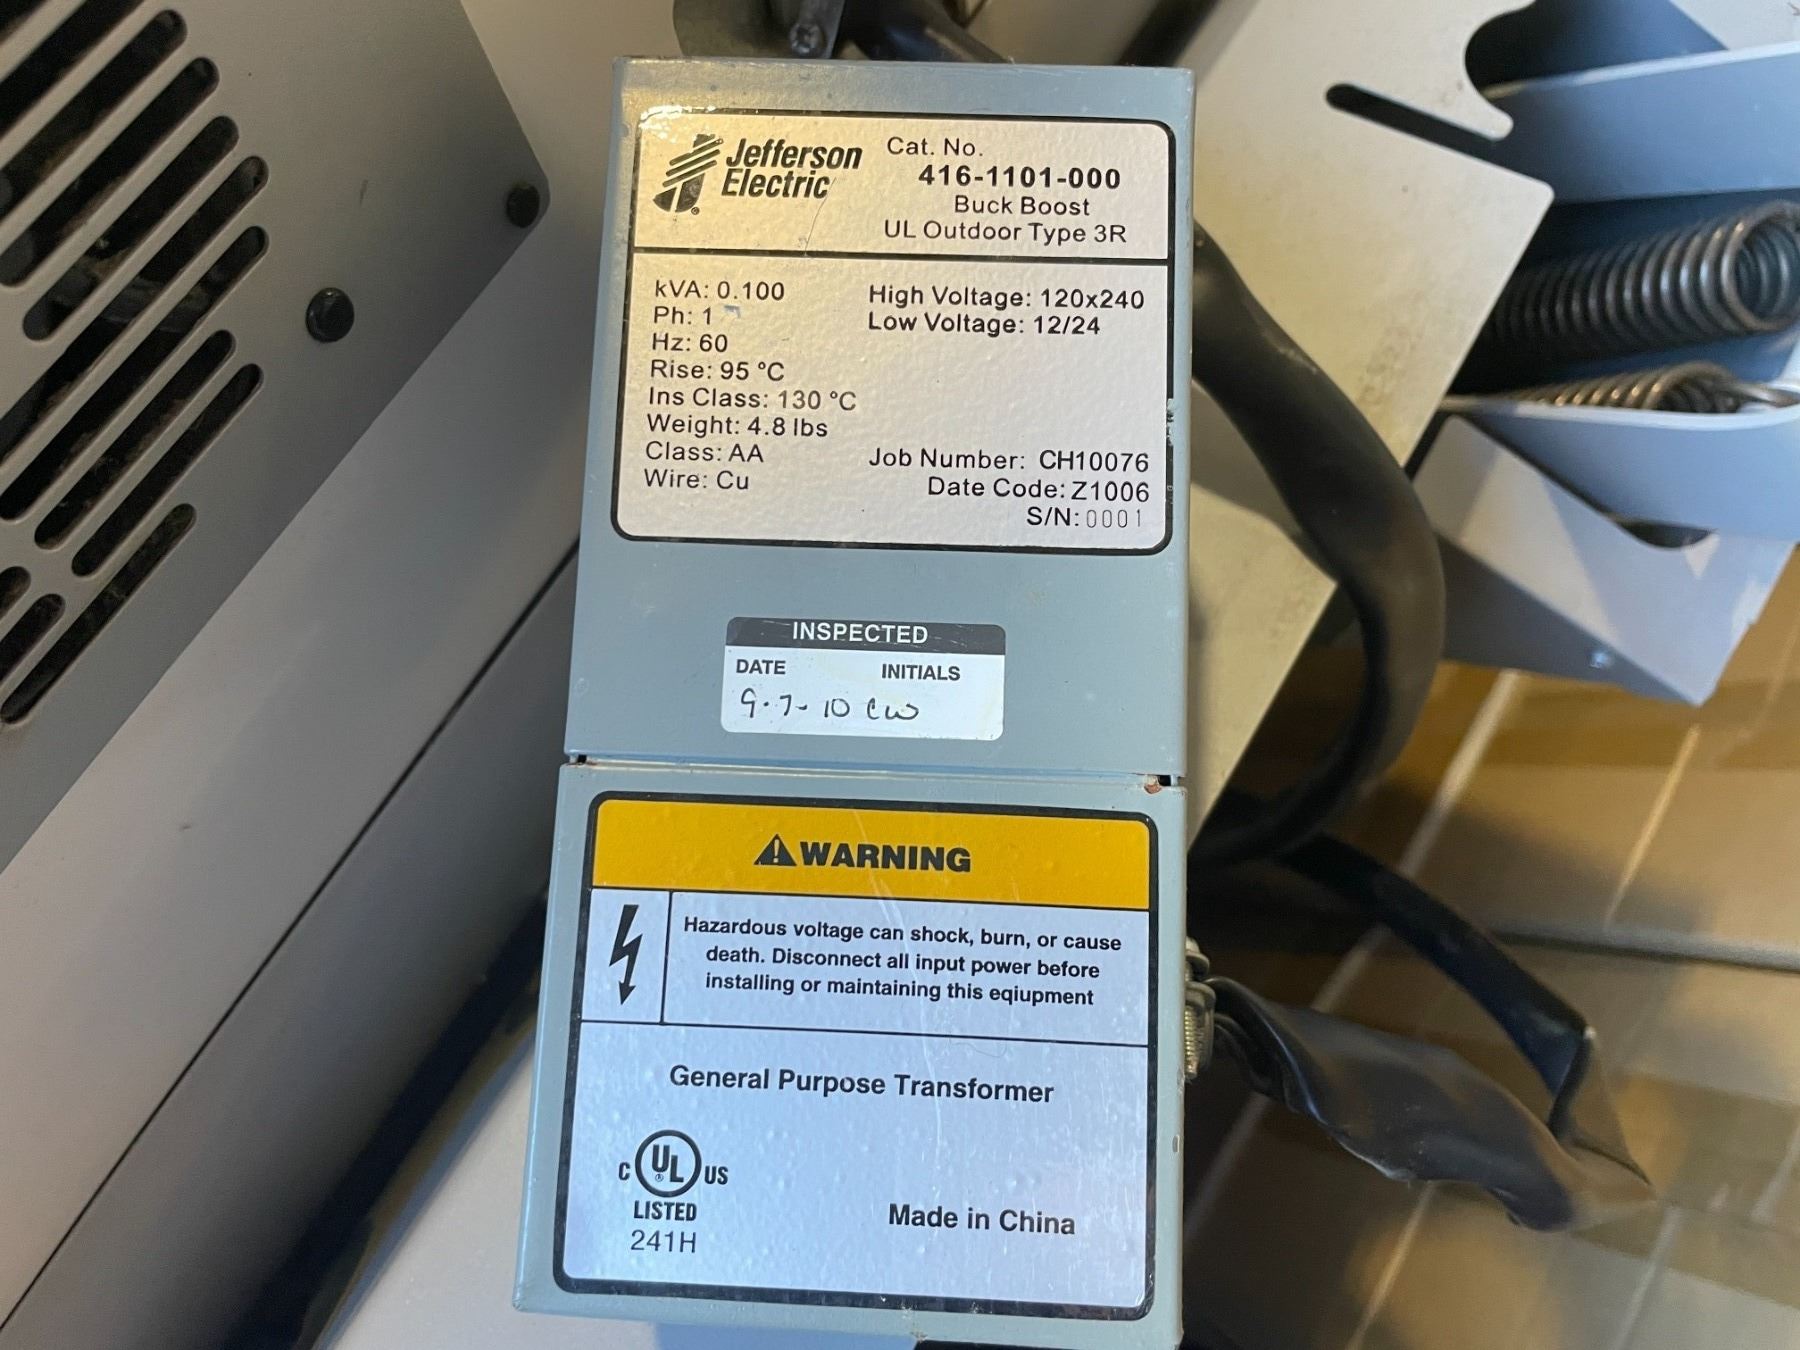 Jefferson
Electric
Cat. No.
416-1101-000
Buck Boost
UL Outdoor Type 3R
kVA: 0.100
Ph: 1
Hz: 60
Rise: 95 °C
Ins Class: 130 °C
Weight: 4.8 lbs
Class: AA
Wire: Cu
High Voltage: 120x240
Low Voltage: 12/24
Job Number: CH10076
Date Code: Z1006
S/N: 0001
INSPECTED
DATE INITIALS
9-7-10 CW
WARNING
Hazardous voltage can shock, burn, or cause
death. Disconnect all input power before
installing or maintaining this eqiupment
General Purpose Transformer
C UL® US
LISTED
241H
Made in China